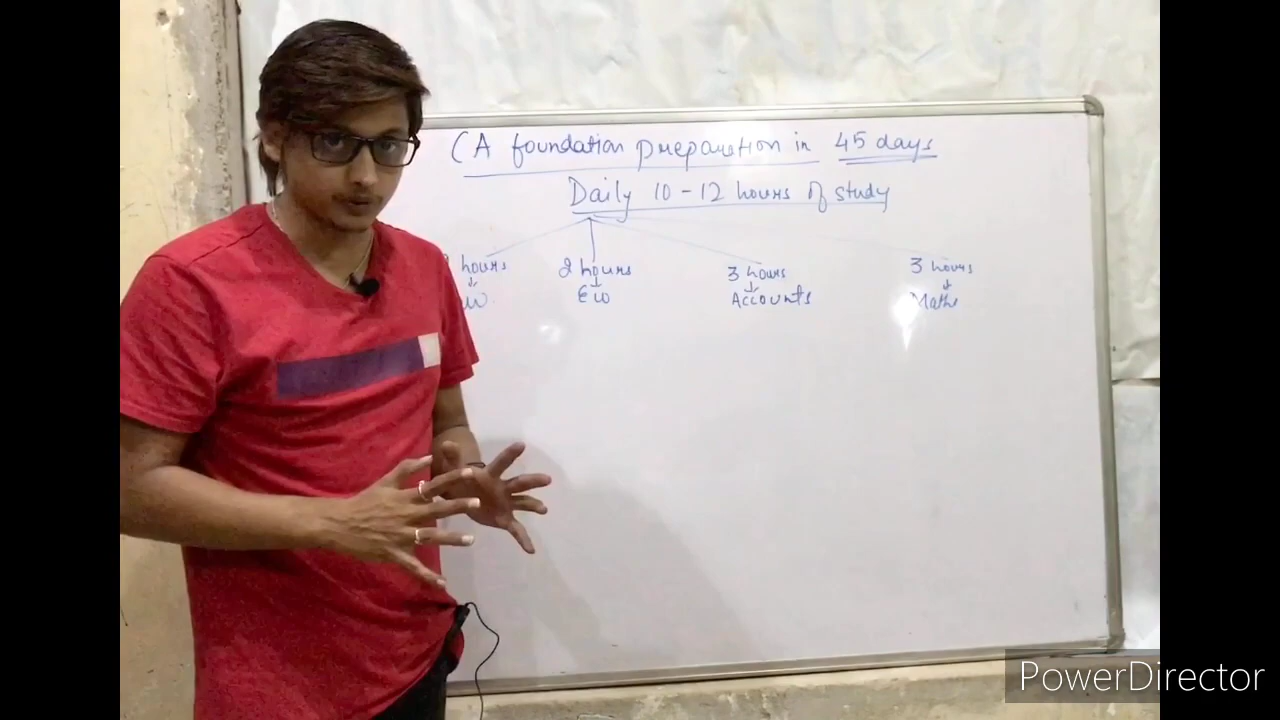 CA foundation preparation in 45 days
Daily 10-12 hours of study
hours 2 hours 3 hours 3 hours
Eco Accounts Maths
PowerDirector